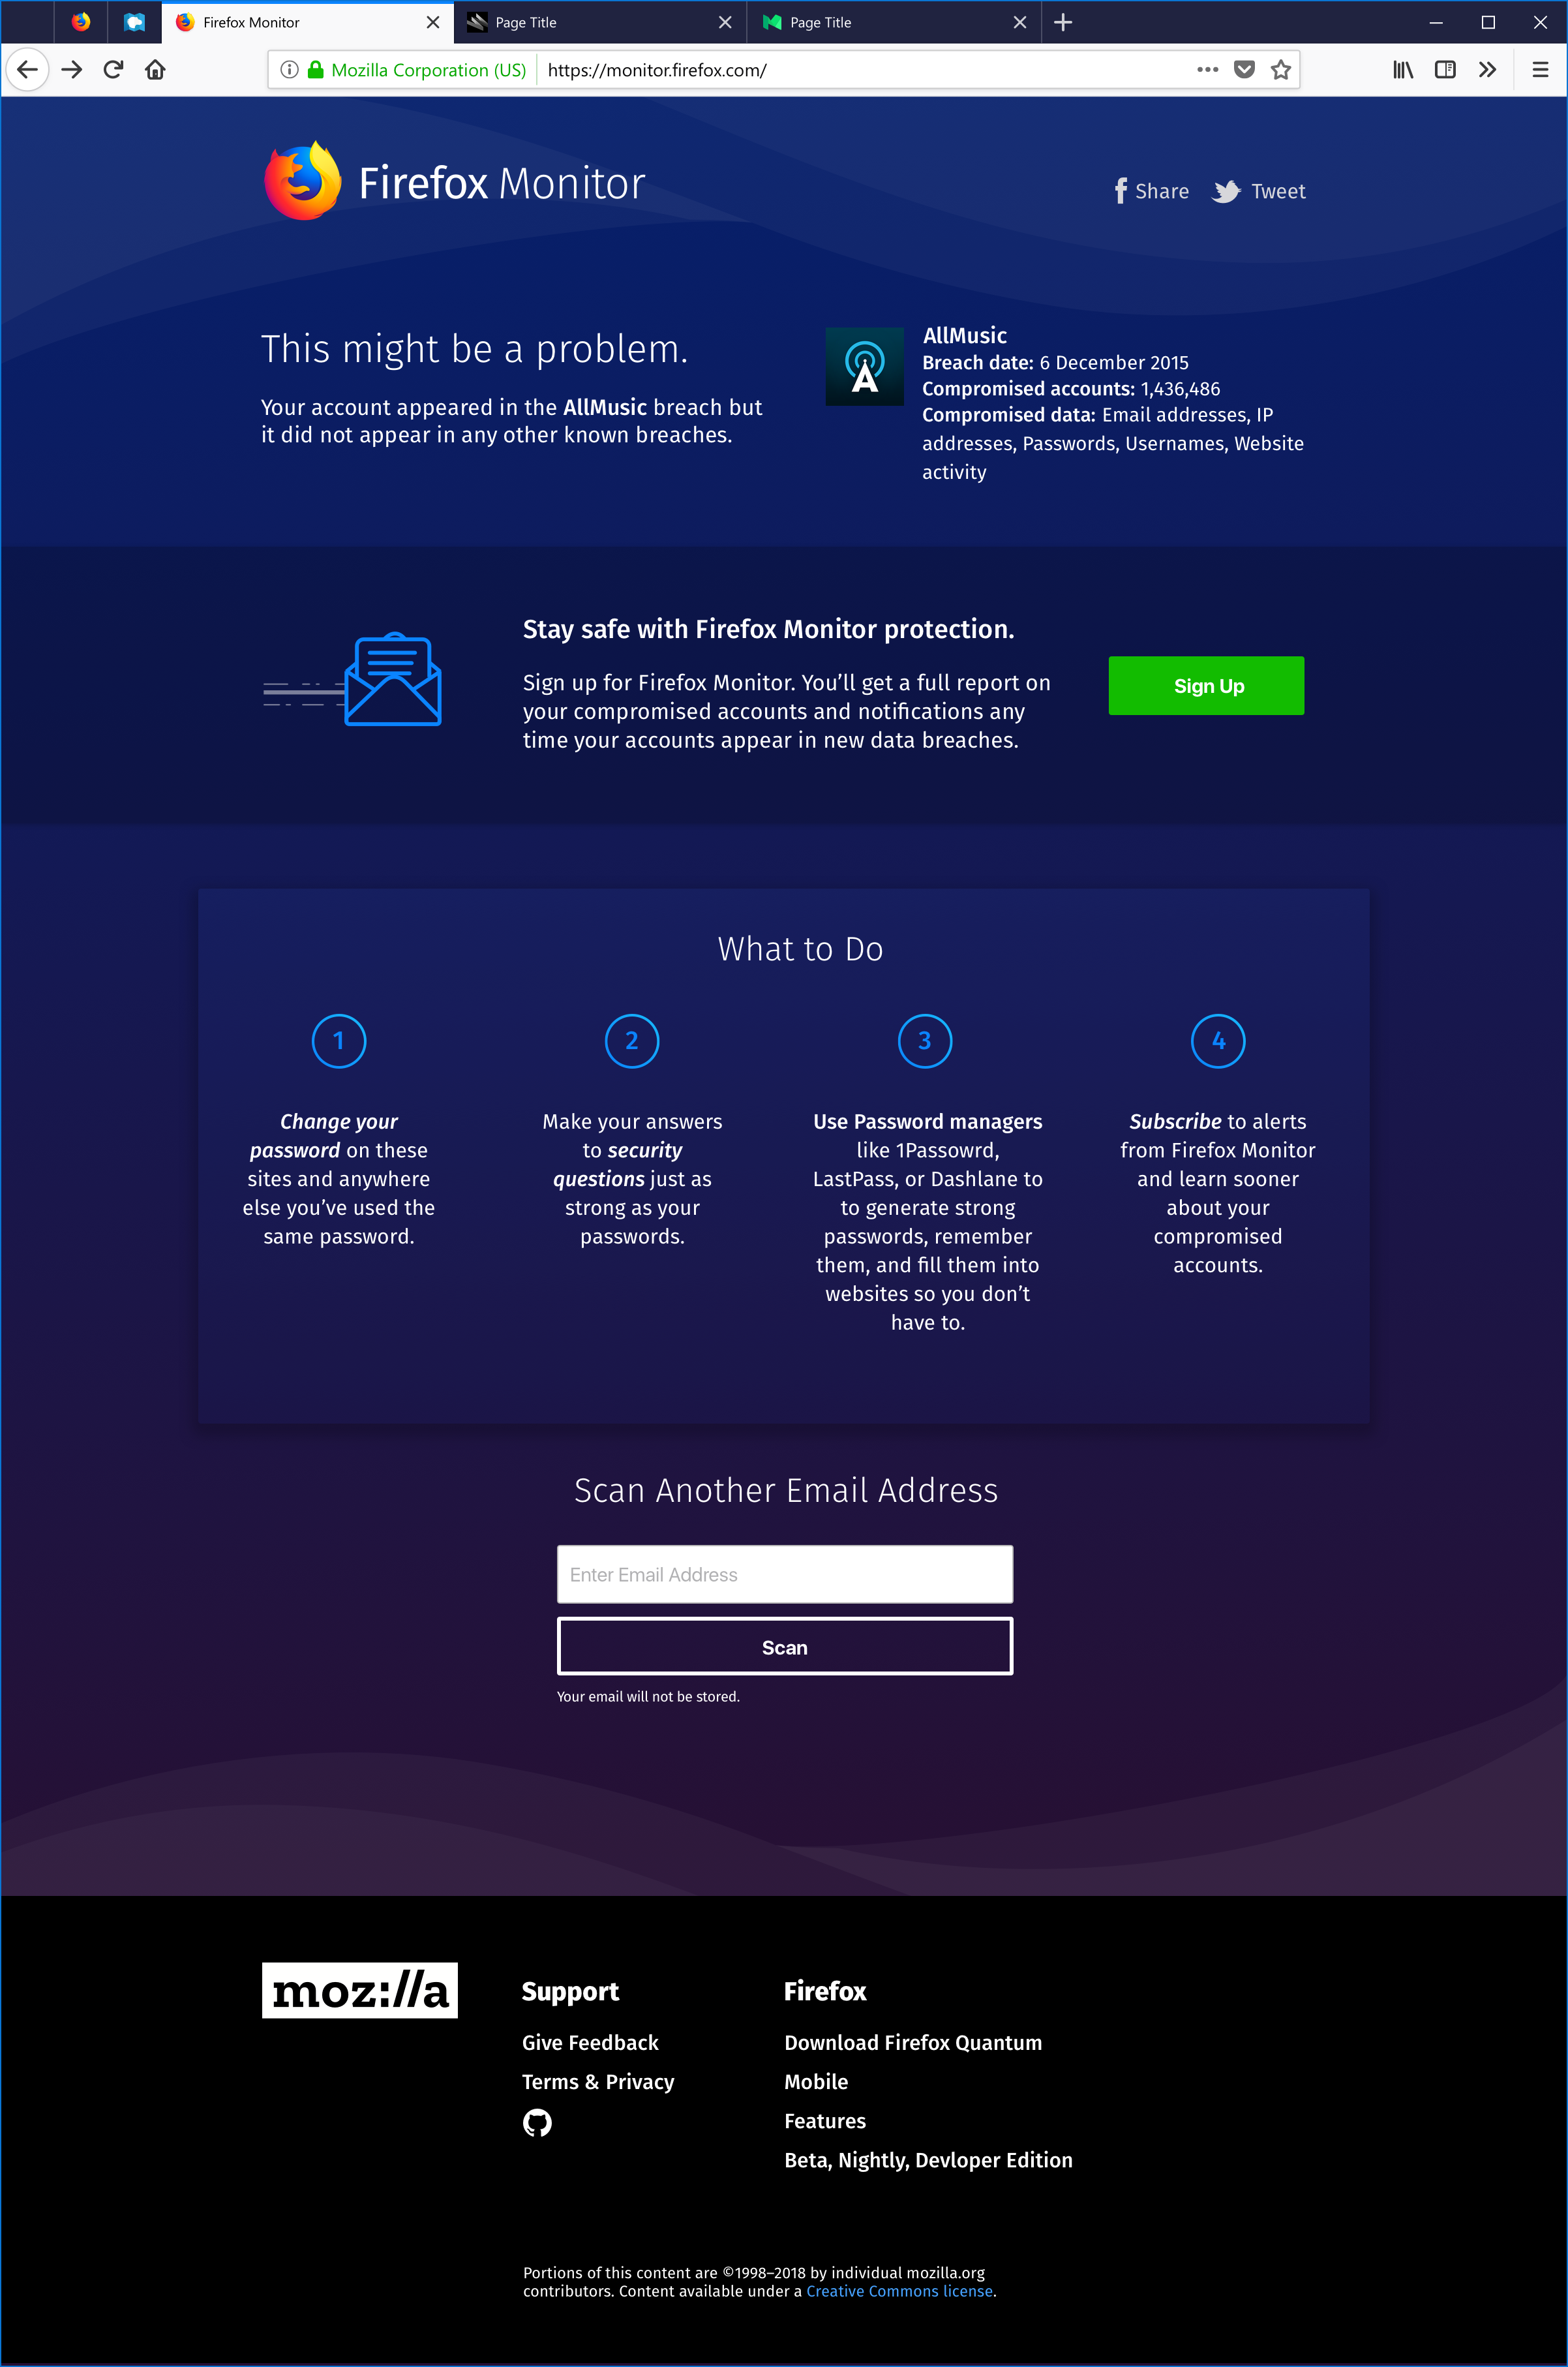 Firefox Monitor
Page Title
Page Title
Mozilla Corporation (US)
https://monitor.firefox.com/
Firefox Monitor
Share
Tweet
This might be a problem.
Your account appeared in the AllMusic breach but
it did not appear in any other known breaches.
A
AllMusic
Breach date: 6 December 2015
Compromised accounts: 1,436,486
Compromised data: Email addresses, IP
addresses, Passwords, Usernames, Website
activity
Stay safe with Firefox Monitor protection.
Sign up for Firefox Monitor. You’ll get a full report on
your compromised accounts and notifications any
time your accounts appear in new data breaches.
Sign Up
What to Do
1
Change your
password on these
sites and anywhere
else you’ve used the
same password.
2
Make your answers
to security
questions just as
strong as your
passwords.
3
Use Password managers
like 1Passowrd,
LastPass, or Dashlane to
to generate strong
passwords, remember
them, and fill them into
websites so you don’t
have to.
4
Subscribe to alerts
from Firefox Monitor
and learn sooner
about your
compromised
accounts.
Scan Another Email Address
Enter Email Address
Scan
Your email will not be stored.
moz://a
Support
Give Feedback
Terms & Privacy
Firefox
Download Firefox Quantum
Mobile
Features
Beta, Nightly, Devloper Edition
Portions of this content are ©1998–2018 by individual mozilla.org
contributors. Content available under a Creative Commons license.